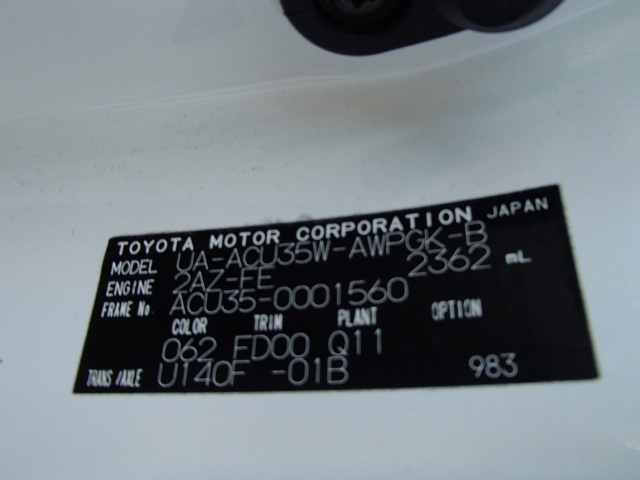 TOYOTA MOTOR CORPORATION JAPAN
MODEL UA-ACU35W-AWPGK-B
ENGINE 2AZ-FE 2362 mL
FRAME No. ACU35-0001560
COLOR TRIM PLANT OPTION
062 ED00 Q11
TRANS/AXLE U140F -01B 983